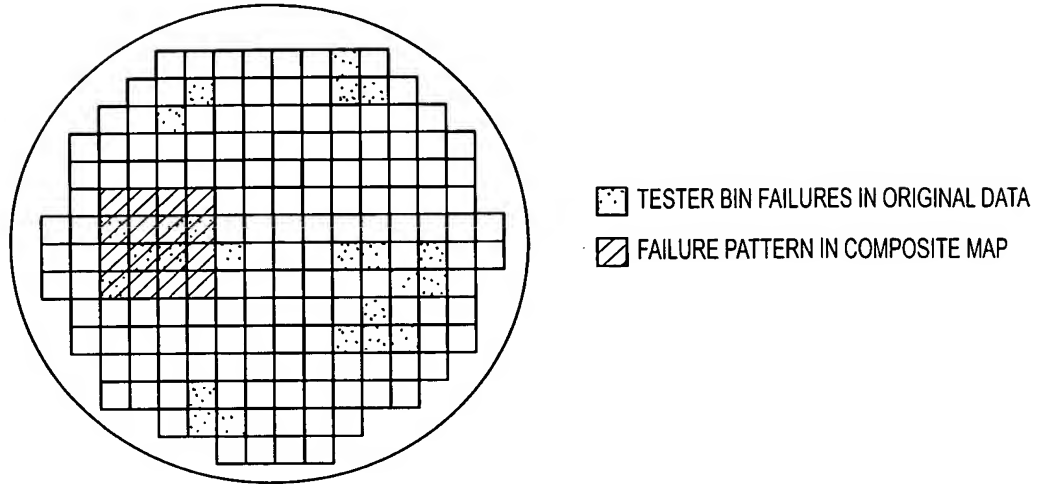 TESTER BIN FAILURES IN ORIGINAL DATA
FAILURE PATTERN IN COMPOSITE MAP